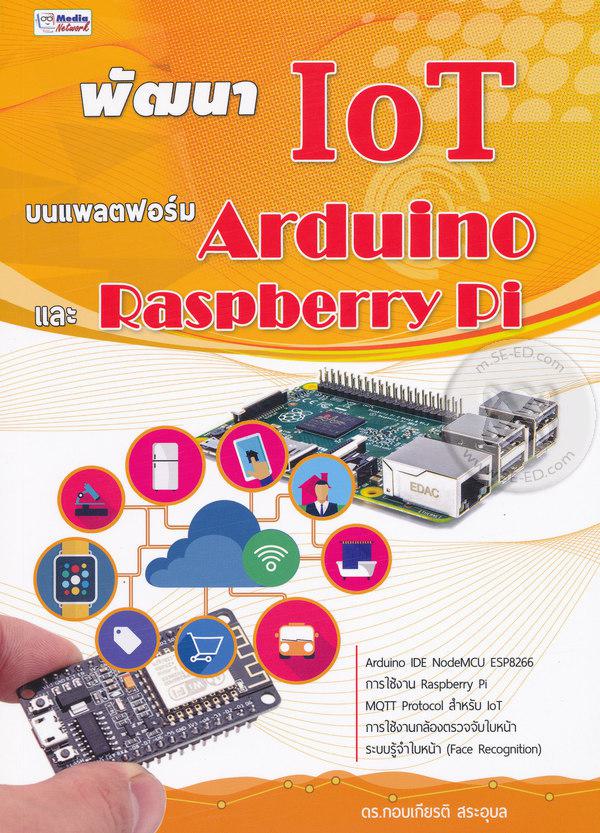 Media
Network
พัฒนา IoT
บนแพลตฟอร์ม Arduino
และ Raspberry Pi
m.SE-ED.com
www.SE-ED.com
EDAC
Arduino IDE NodeMCU ESP8266
การใช้งาน Raspberry Pi
MQTT Protocol สำหรับ IoT
การใช้งานกล้องตรวจจับใบหน้า
ระบบรู้จำใบหน้า (Face Recognition)
ดร.กอบเกียรติ สระอุบล